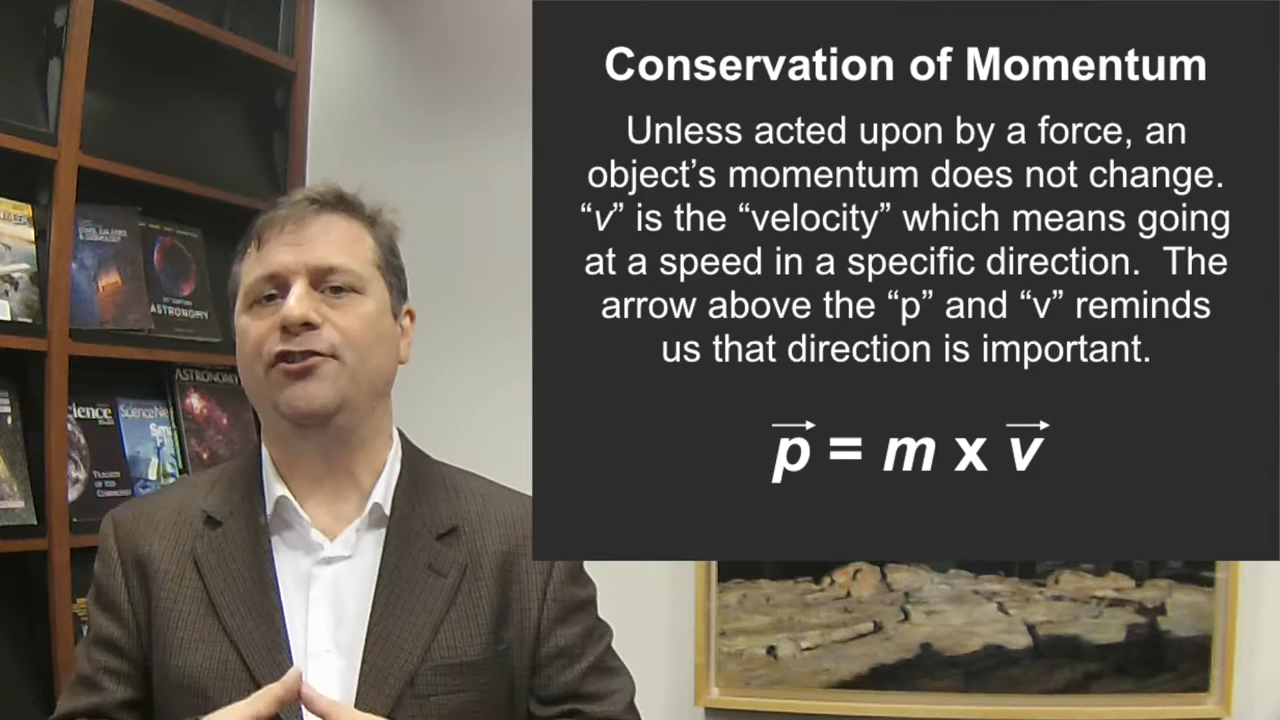 Conservation of Momentum
Unless acted upon by a force, an
object’s momentum does not change.
“v” is the “velocity” which means going
at a speed in a specific direction.  The
arrow above the “p” and “v” reminds
us that direction is important.
p = m x v
ASTRONOMY
ASTRONOMY
ience
Science Ne